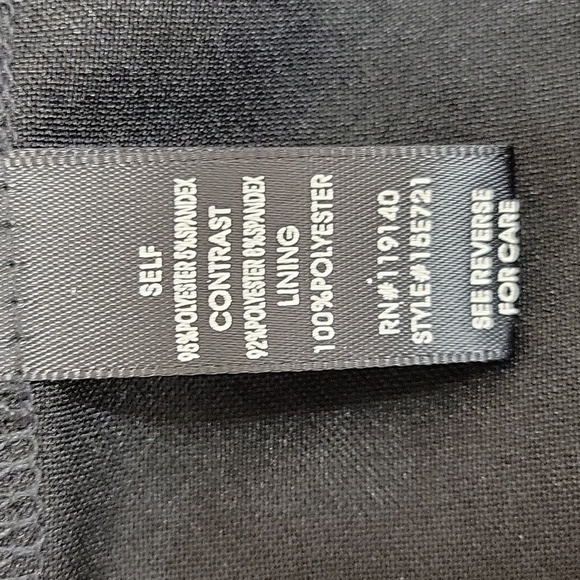 SELF
95%POLYESTER 5%SPANDEX
CONTRAST
92%POLYESTER 8%SPANDEX
LINING
100%POLYESTER
RN#119140
STYLE#15E721
SEE REVERSE
FOR CARE